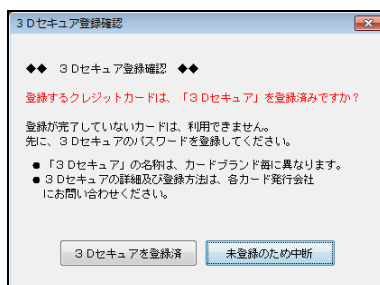 3Dセキュア登録確認
◆◆ 3Dセキュア登録確認 ◆◆
登録するクレジットカードは、「3Dセキュア」を登録済みですか?
登録が完了していないカードは、利用できません。
先に、3Dセキュアのパスワードを登録してください。
● 「3Dセキュア」の名称は、カードブランド毎に異なります。
● 3Dセキュアの詳細及び登録方法は、各カード発行会社
にお問い合わせください。
3Dセキュアを登録済
未登録のため中断